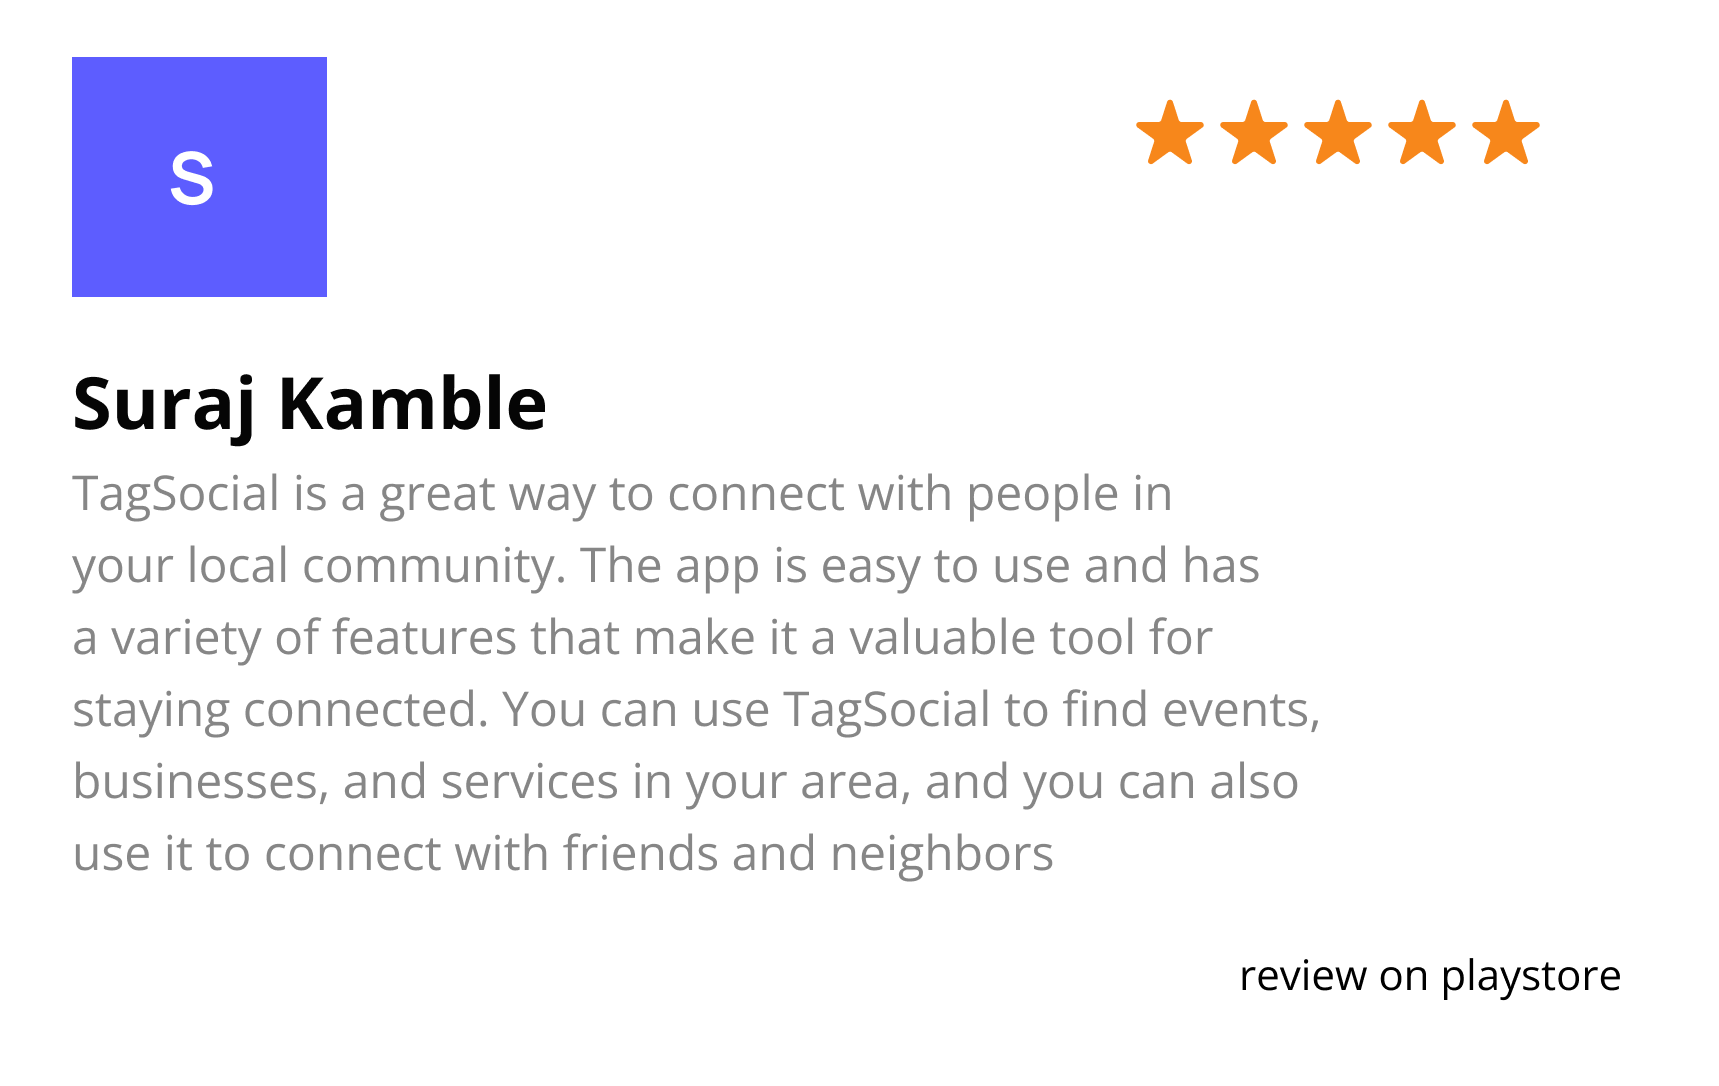 S
Suraj Kamble
TagSocial is a great way to connect with people in
your local community. The app is easy to use and has
a variety of features that make it a valuable tool for
staying connected. You can use TagSocial to find events,
businesses, and services in your area, and you can also
use it to connect with friends and neighbors
review on playstore